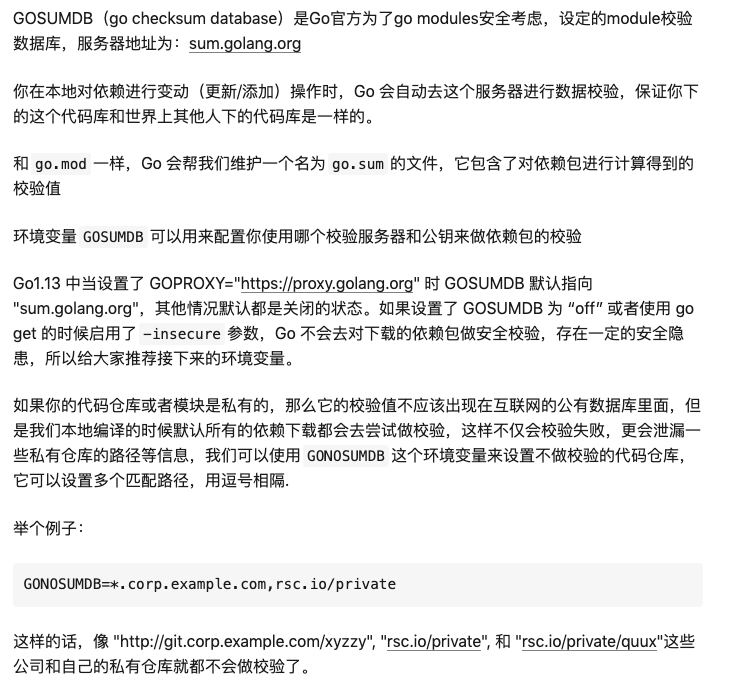 GOSUMDB（go checksum database）是Go官方为了go modules安全考虑，设定的module校验
数据库，服务器地址为：sum.golang.org
你在本地对依赖进行变动（更新/添加）操作时，Go 会自动去这个服务器进行数据校验，保证你下
的这个代码库和世界上其他人下的代码库是一样的。
和 go.mod 一样，Go 会帮我们维护一个名为 go.sum 的文件，它包含了对依赖包进行计算得到的
校验值
环境变量 GOSUMDB 可以用来配置你使用哪个校验服务器和公钥来做依赖包的校验
Go1.13 中当设置了 GOPROXY="https://proxy.golang.org" 时 GOSUMDB 默认指向
"sum.golang.org"，其他情况默认都是关闭的状态。如果设置了 GOSUMDB 为 “off” 或者使用 go
get 的时候启用了 -insecure 参数，Go 不会去对下载的依赖包做安全校验，存在一定的安全隐
患，所以给大家推荐接下来的环境变量。
如果你的代码仓库或者模块是私有的，那么它的校验值不应该出现在互联网的公有数据库里面，但
是我们本地编译的时候默认所有的依赖下载都会去尝试做校验，这样不仅会校验失败，更会泄漏一
些私有仓库的路径等信息，我们可以使用 GONOSUMDB 这个环境变量来设置不做校验的代码仓库，
它可以设置多个匹配路径，用逗号相隔.
举个例子：
GONOSUMDB=*.corp.example.com,rsc.io/private
这样的话，像 "http://git.corp.example.com/xyzzy", "rsc.io/private", 和 "rsc.io/private/quux"这些
公司和自己的私有仓库就都不会做校验了。